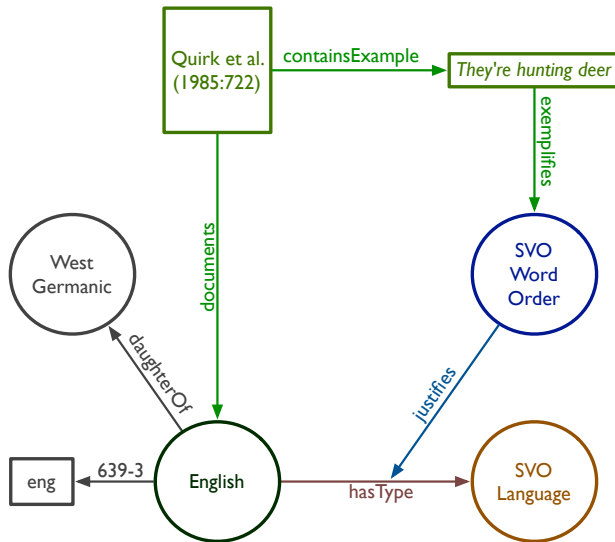 Quirk et al.
(1985:722)
containsExample
They're hunting deer
exemplifies
documents
West
Germanic
SVO
Word
Order
daughterOf
justifies
eng
639-3
English
hasType
SVO
Language